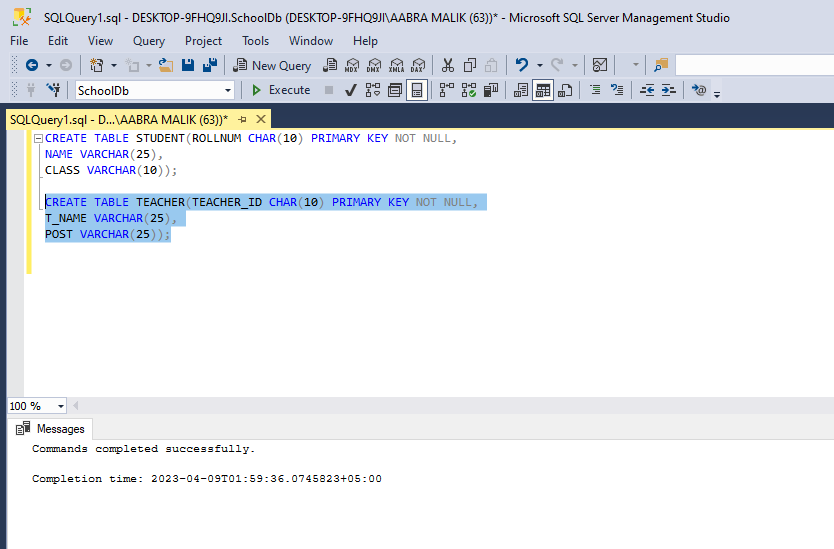 SQLQuery1.sql - DESKTOP-9FHQ9JI.SchoolDb (DESKTOP-9FHQ9JI\AABRA MALIK (63))* - Microsoft SQL Server Management Studio
File Edit View Query Project Tools Window Help
New Query MDX DMX XMLA DAX
SchoolDb Execute
SQLQuery1.sql - D...\AABRA MALIK (63))*
CREATE TABLE STUDENT(ROLLNUM CHAR(10) PRIMARY KEY NOT NULL,
NAME VARCHAR(25),
CLASS VARCHAR(10));
CREATE TABLE TEACHER(TEACHER_ID CHAR(10) PRIMARY KEY NOT NULL,
T_NAME VARCHAR(25),
POST VARCHAR(25));
100 %
Messages
Commands completed successfully.
Completion time: 2023-04-09T01:59:36.0745823+05:00